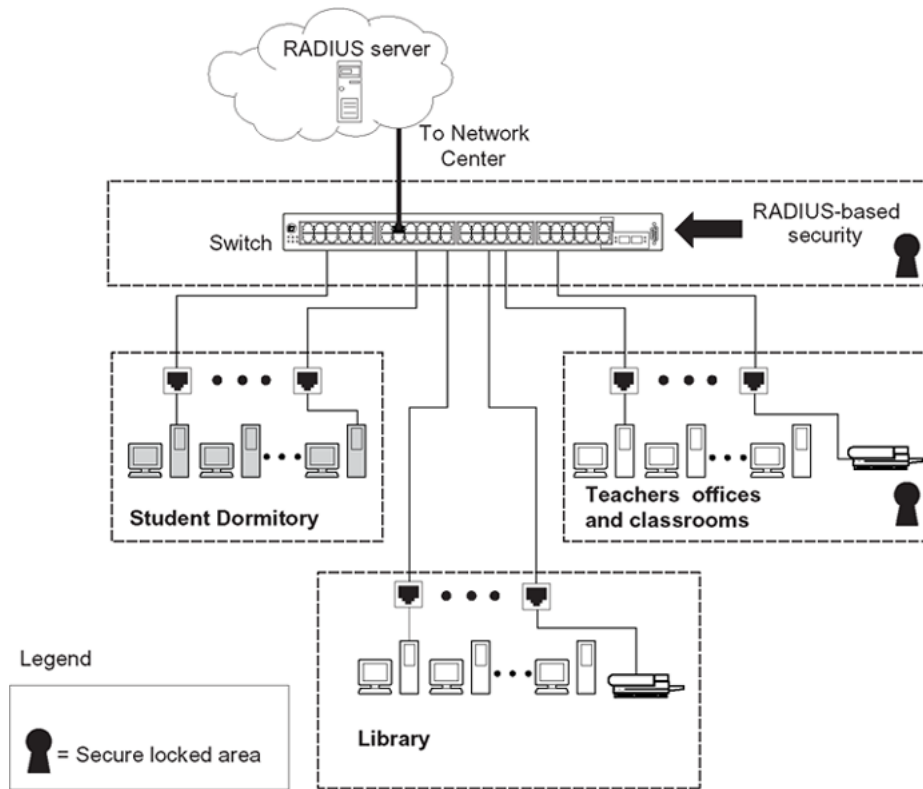 RADIUS server
To Network
Center
RADIUS-based
security
Switch
Student Dormitory
Teachers offices
and classrooms
Library
Legend
= Secure locked area